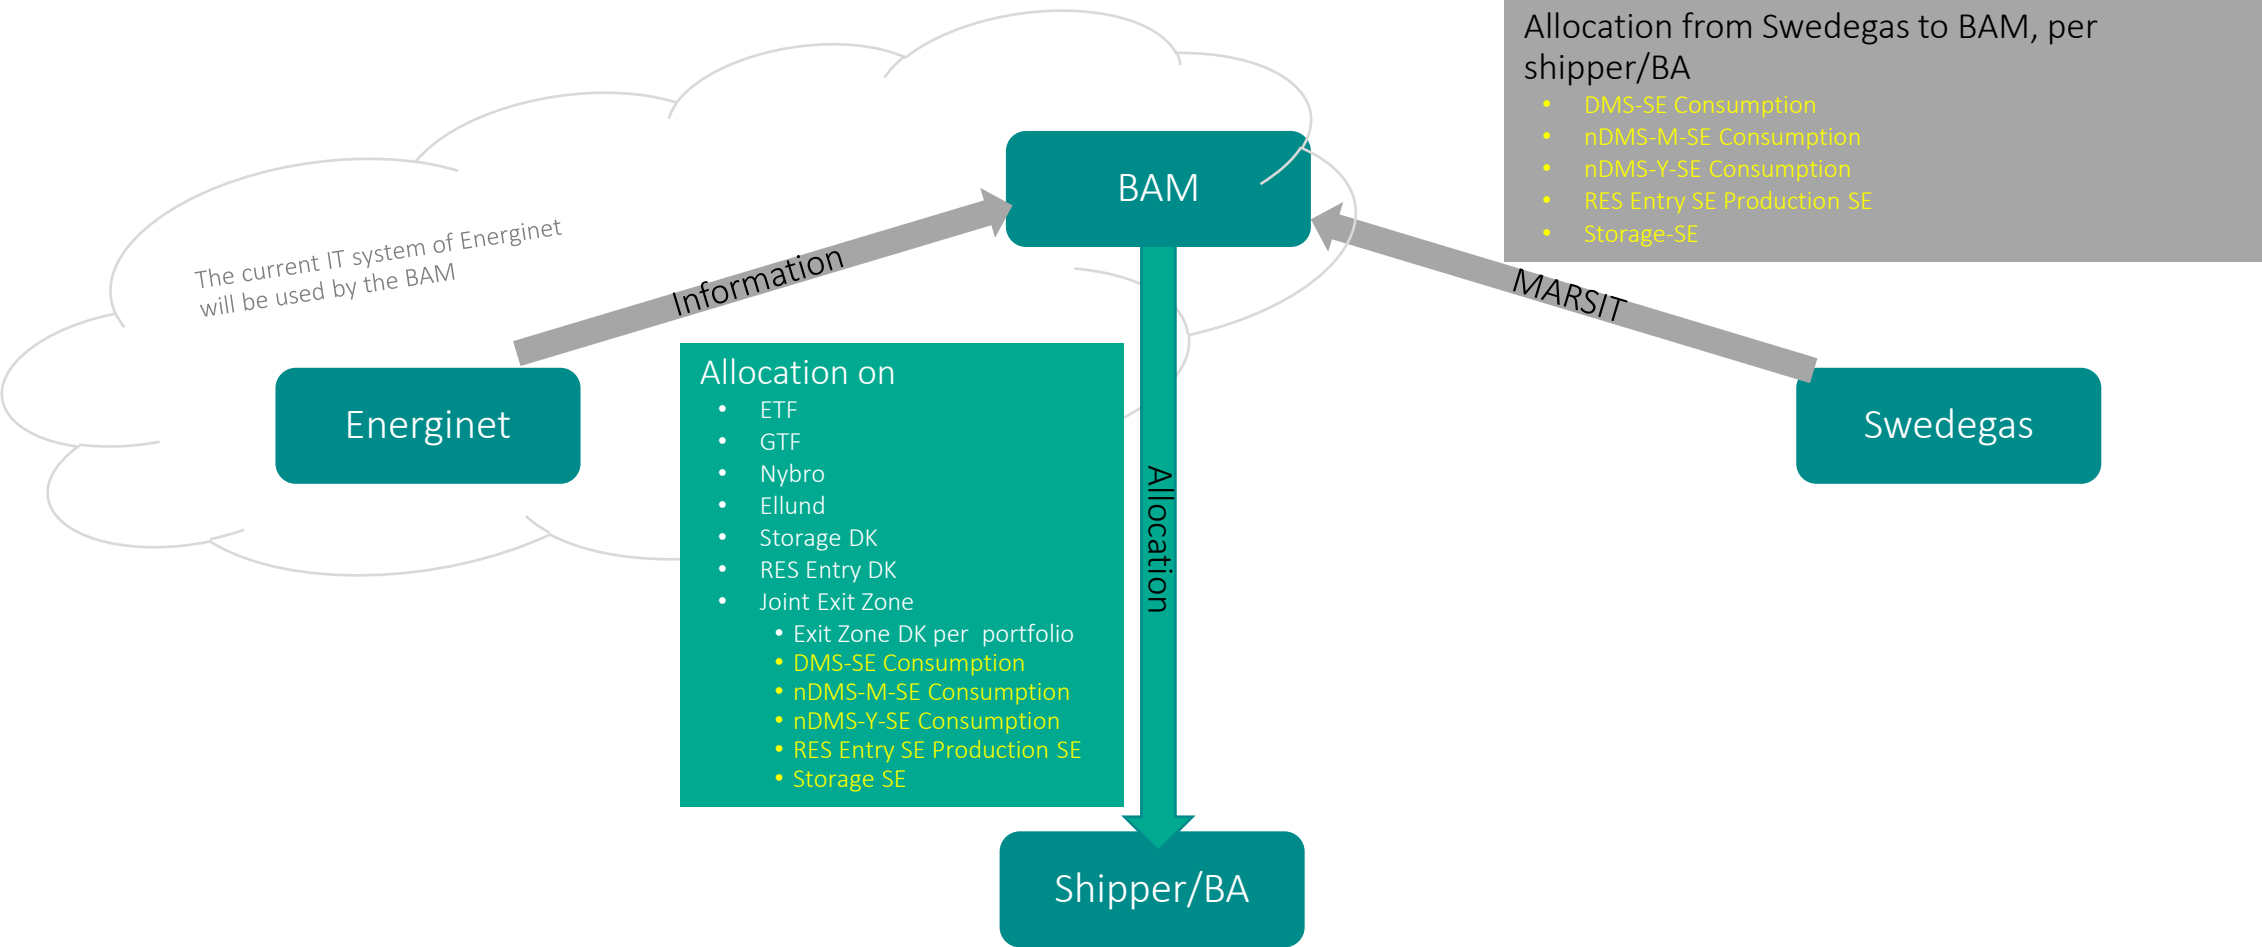 Allocation from Swedegas to BAM, per
shipper/BA
• DMS-SE Consumption
• nDMS-M-SE Consumption
• nDMS-Y-SE Consumption
• RES Entry SE Production SE
• Storage-SE
BAM
The current IT system of Energinet
will be used by the BAM
Information
MARSIT
Energinet
Swedegas
Allocation on
• ETF
• GTF
• Nybro
• Ellund
• Storage DK
• RES Entry DK
• Joint Exit Zone
• Exit Zone DK per portfolio
• DMS-SE Consumption
• nDMS-M-SE Consumption
• nDMS-Y-SE Consumption
• RES Entry SE Production SE
• Storage SE
Allocation
Shipper/BA